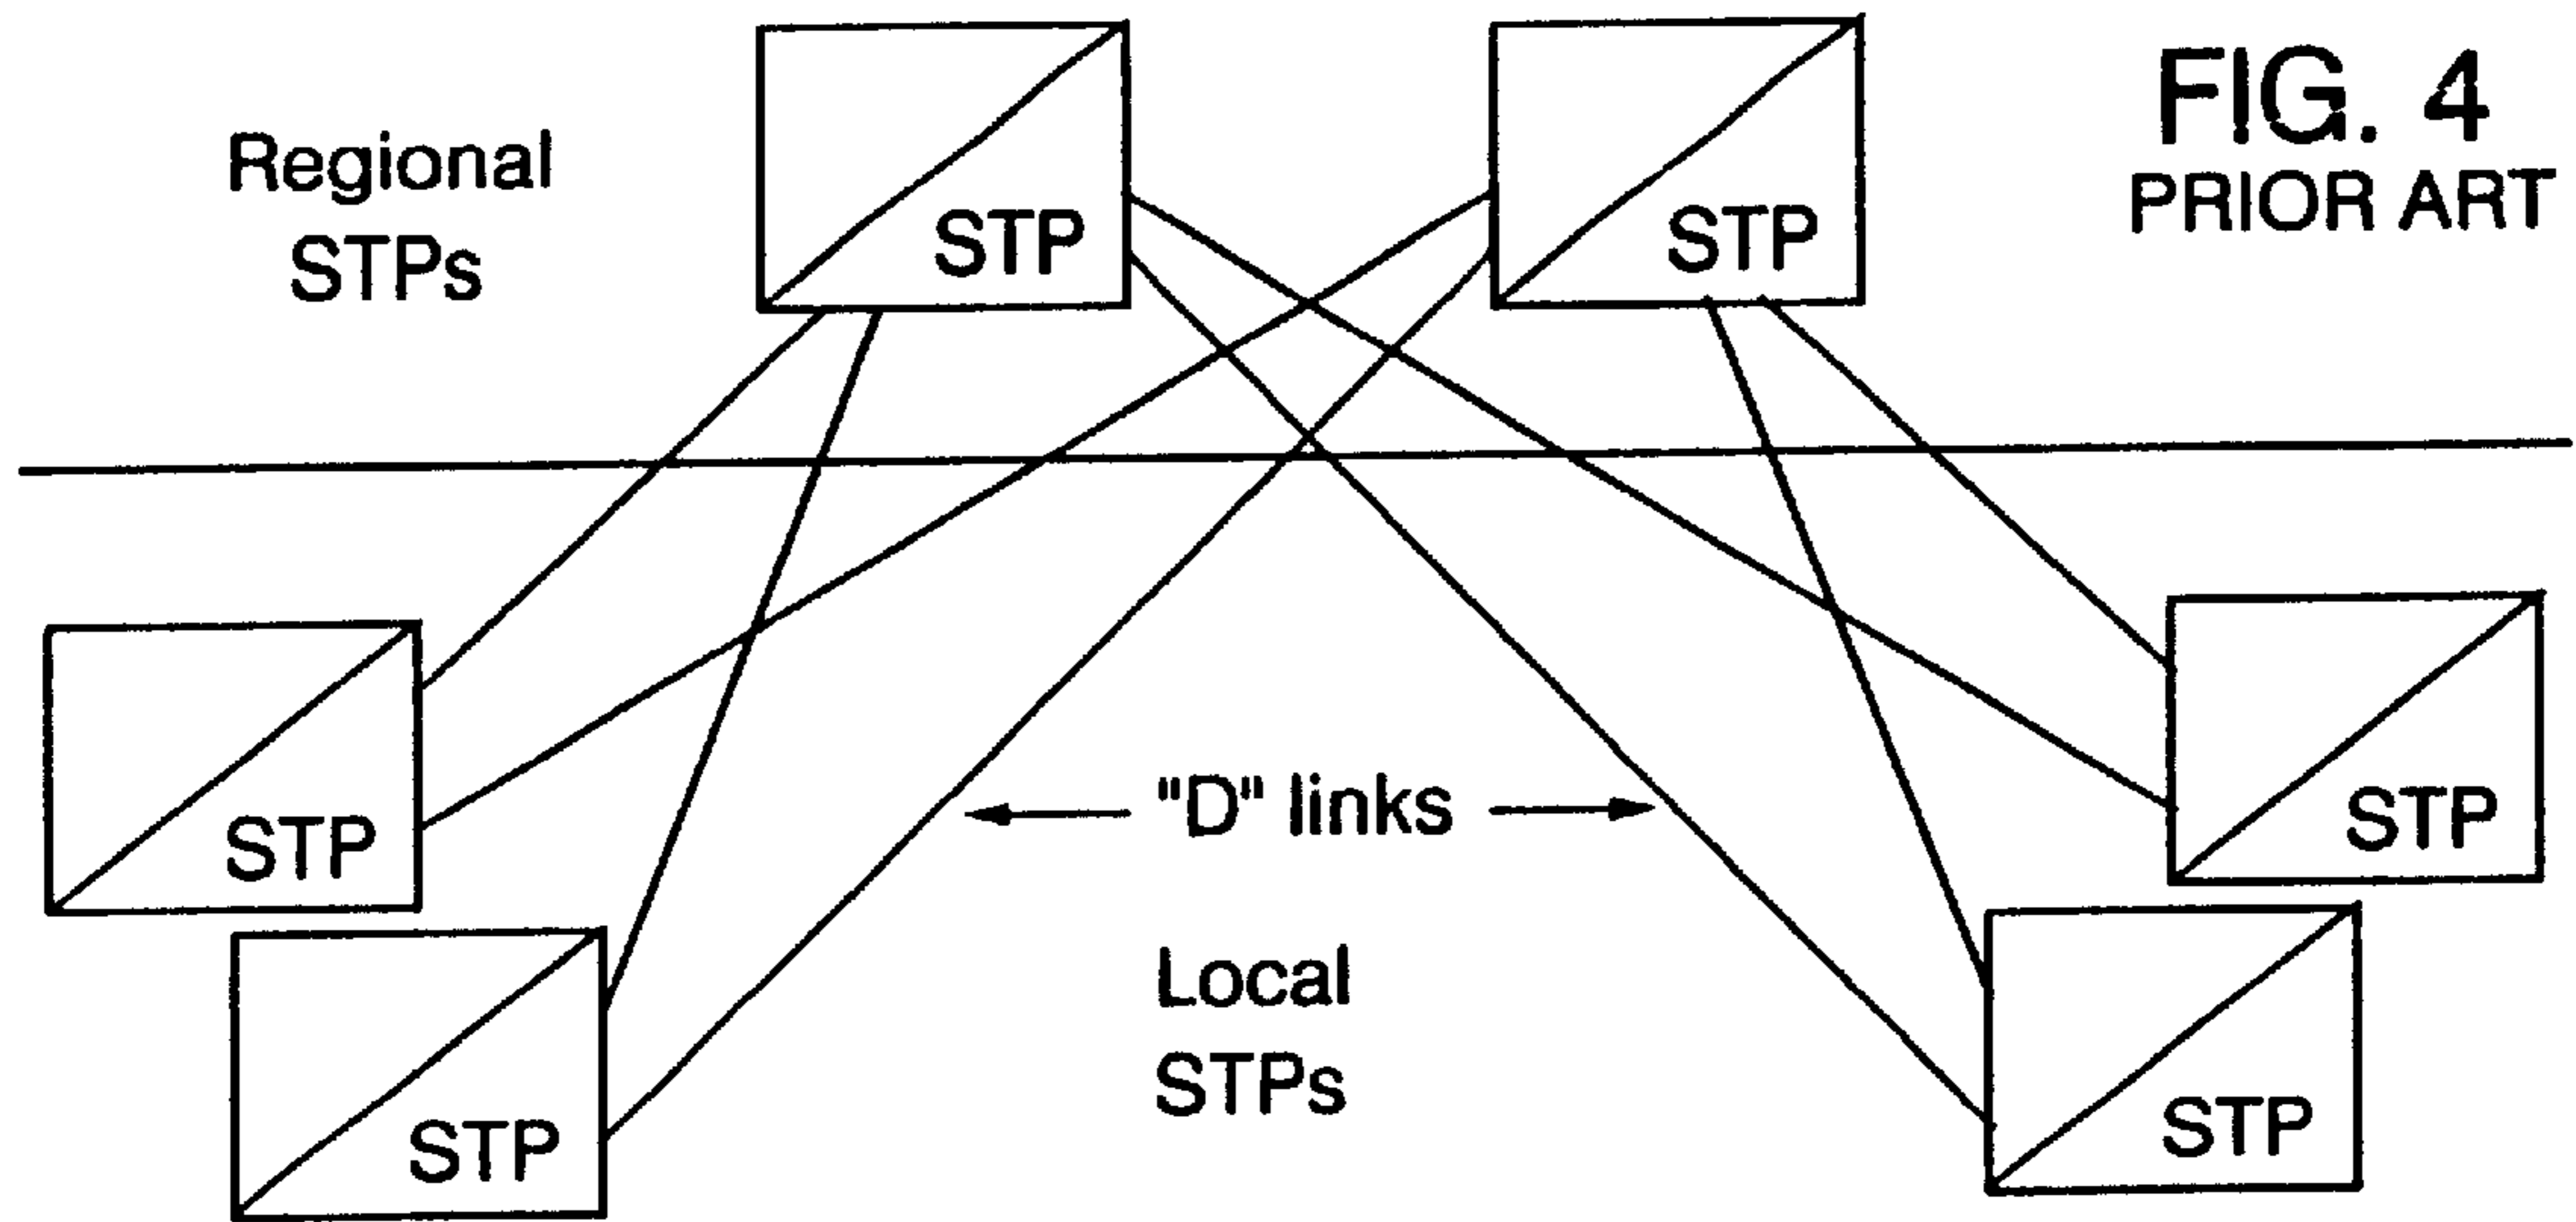 FIG. 4
PRIOR ART
Regional
STPs
STP
STP
STP
STP
"D" links
STP
STP
Local
STPs